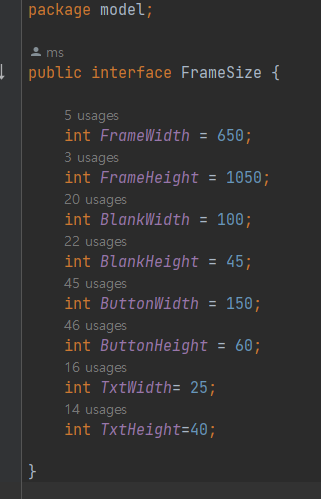 package model;
ms
public interface FrameSize {
5 usages
int FrameWidth = 650;
3 usages
int FrameHeight = 1050;
20 usages
int BlankWidth = 100;
22 usages
int BlankHeight = 45;
45 usages
int ButtonWidth = 150;
46 usages
int ButtonHeight = 60;
16 usages
int TxtWidth= 25;
14 usages
int TxtHeight=40;
}